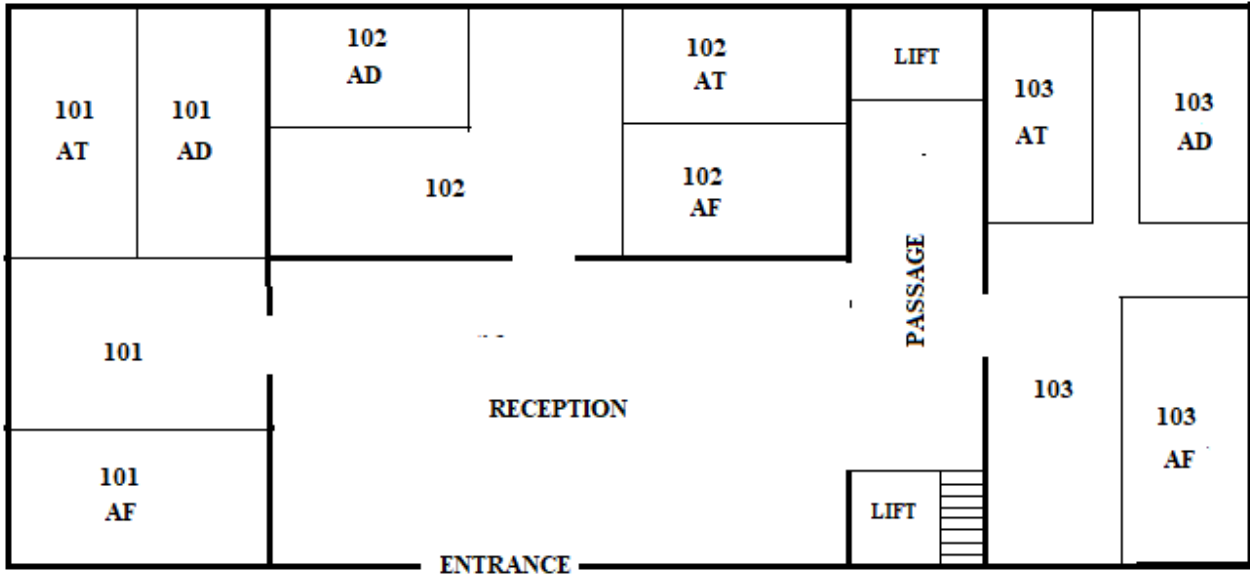 101
AT
101
AD
102
AD
102
102
AT
102
AF
LIFT
PASSAGE
103
AT
103
AD
101
RECEPTION
103
103
AF
101
AF
LIFT
ENTRANCE